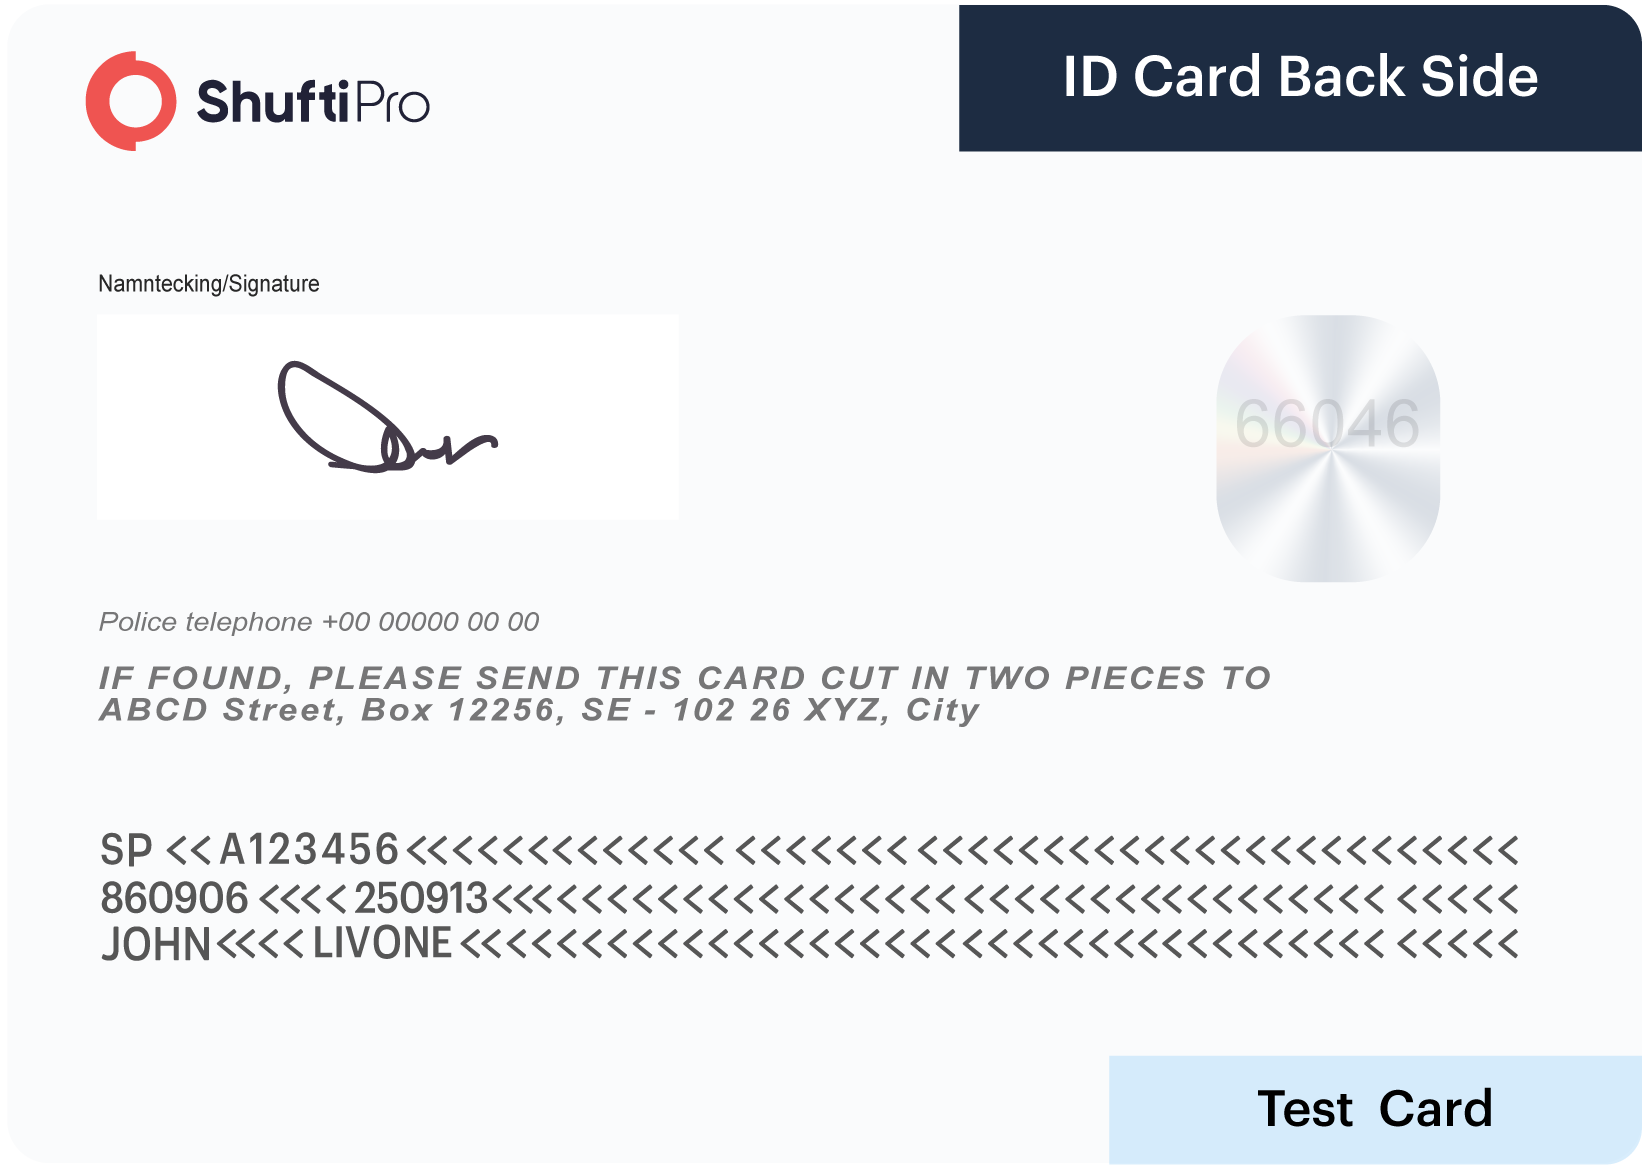 ShuftiPro
ID Card Back Side
Namntecking/Signature
66046
Police telephone +00 00000 00 00
IF FOUND, PLEASE SEND THIS CARD CUT IN TWO PIECES TO
ABCD Street, Box 12256, SE - 102 26 XYZ, City
SP <<A123456<<<<<<<<<<<<< <<<<<<< <<<<<<<<<<<<<<<<<<<<<<<<
860906 <<<<250913<<<<<<<<<<<<<<<<<<<<<<<<<<<<<<<<<<<< <<<<<
JOHN<<<< LIVONE<<<<<<<<<<<<<<<<<<<<<<<<<<<<<<<<<<<<< <<<<<
Test Card